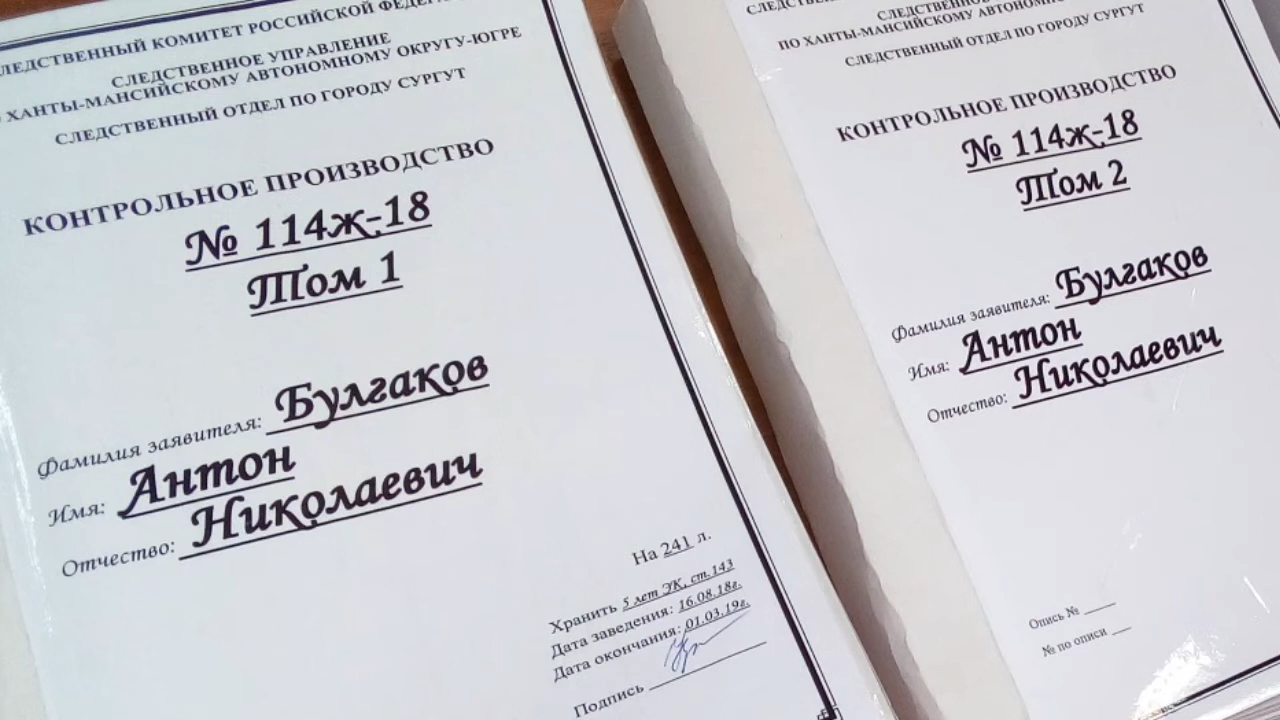 СЛЕДСТВЕННЫЙ КОМИТЕТ РОССИЙСКОЙ
СЛЕДСТВЕННОЕ УПРАВЛЕНИЕ
ПО ХАНТЫ-МАНСИЙСКОМУ АВТОНОМНОМУ ОКРУГУ-ЮГРЕ
СЛЕДСТВЕННЫЙ ОТДЕЛ ПО ГОРОДУ СУРГУТ
КОНТРОЛЬНОЕ ПРОИЗВОДСТВО
№ 114ж-18
Том 1
Фамилия заявителя: Булгаков
Имя: Антон
Отчество: Николаевич
На 241 л.
Хранить 5 лет ЭК, ст.143
Дата заведения: 16.08.18г.
Дата окончания: 01.03.19г.
Подпись
ПО ХАНТЫ-МАНСИЙСКОМУ
СЛЕДСТВЕННЫЙ ОТДЕЛ ПО ГОРОДУ СУРГУТ
КОНТРОЛЬНОЕ ПРОИЗВОДСТВО
№ 114ж-18
Том 2
Фамилия заявителя: Булгаков
Имя: Антон
Отчество: Николаевич
Опись №
№ по описи